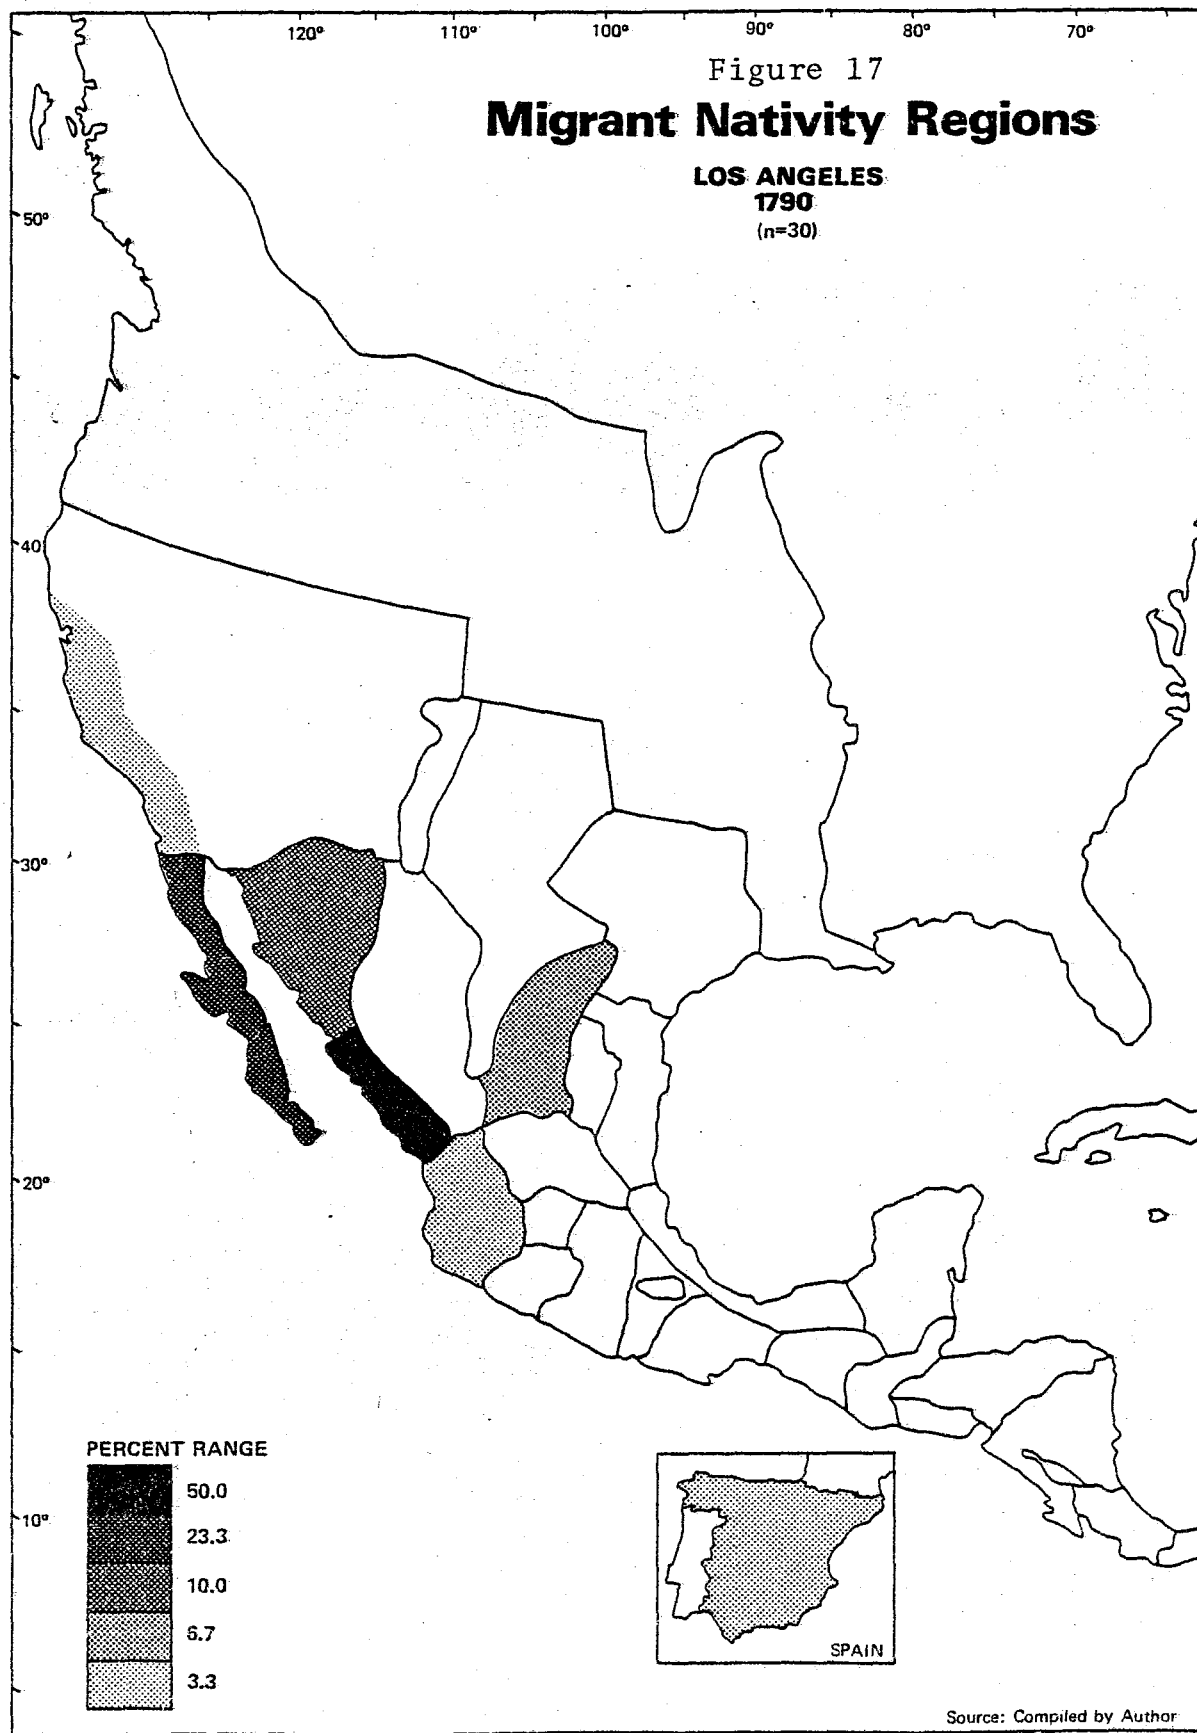 120° 110° 100° 90° 80° 70°
Figure 17
Migrant Nativity Regions
LOS ANGELES
1790
(n=30)
50°
40
30°
20°
10°
PERCENT RANGE
50.0
23.3
10.0
6.7
3.3
SPAIN
Source: Compiled by Author